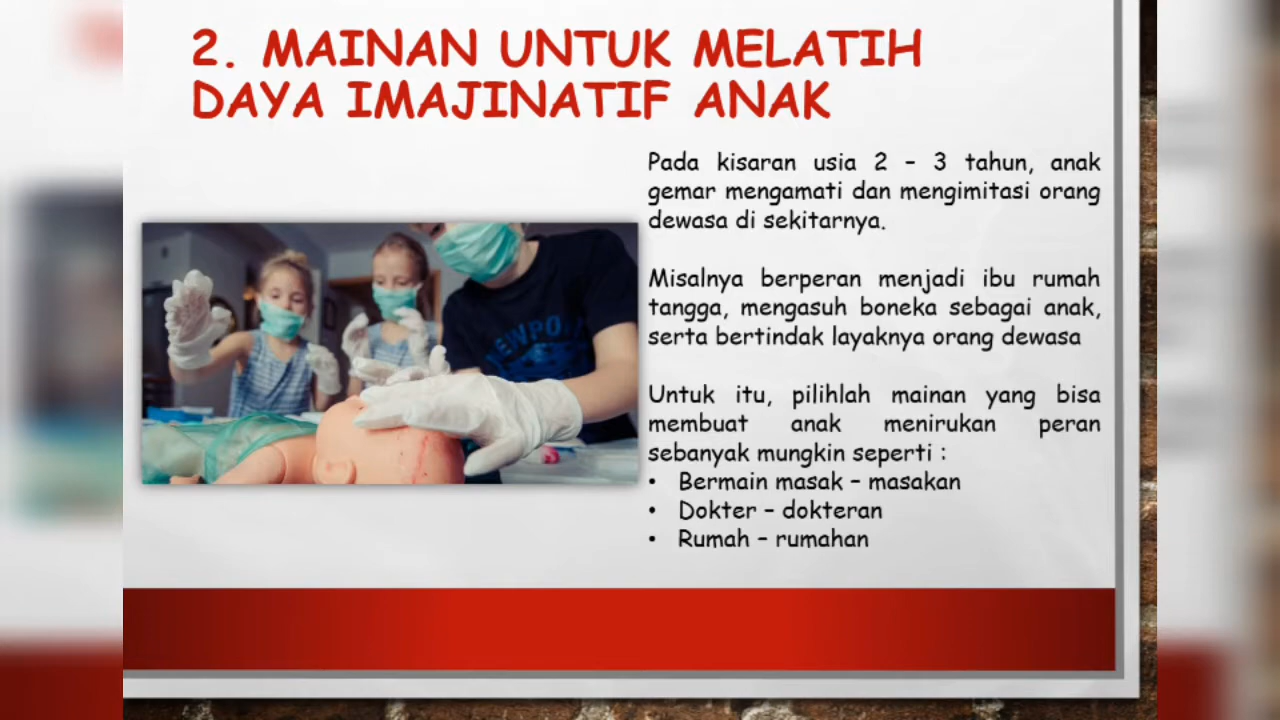 2. MAINAN UNTUK MELATIH
DAYA IMAJINATIF ANAK
Pada kisaran usia 2 – 3 tahun, anak
gemar mengamati dan mengimitasi orang
dewasa di sekitarnya.
Misalnya berperan menjadi ibu rumah
tangga, mengasuh boneka sebagai anak,
serta bertindak layaknya orang dewasa
Untuk itu, pilihlah mainan yang bisa
membuat anak menirukan peran
sebanyak mungkin seperti :
• Bermain masak – masakan
• Dokter – dokteran
• Rumah – rumahan